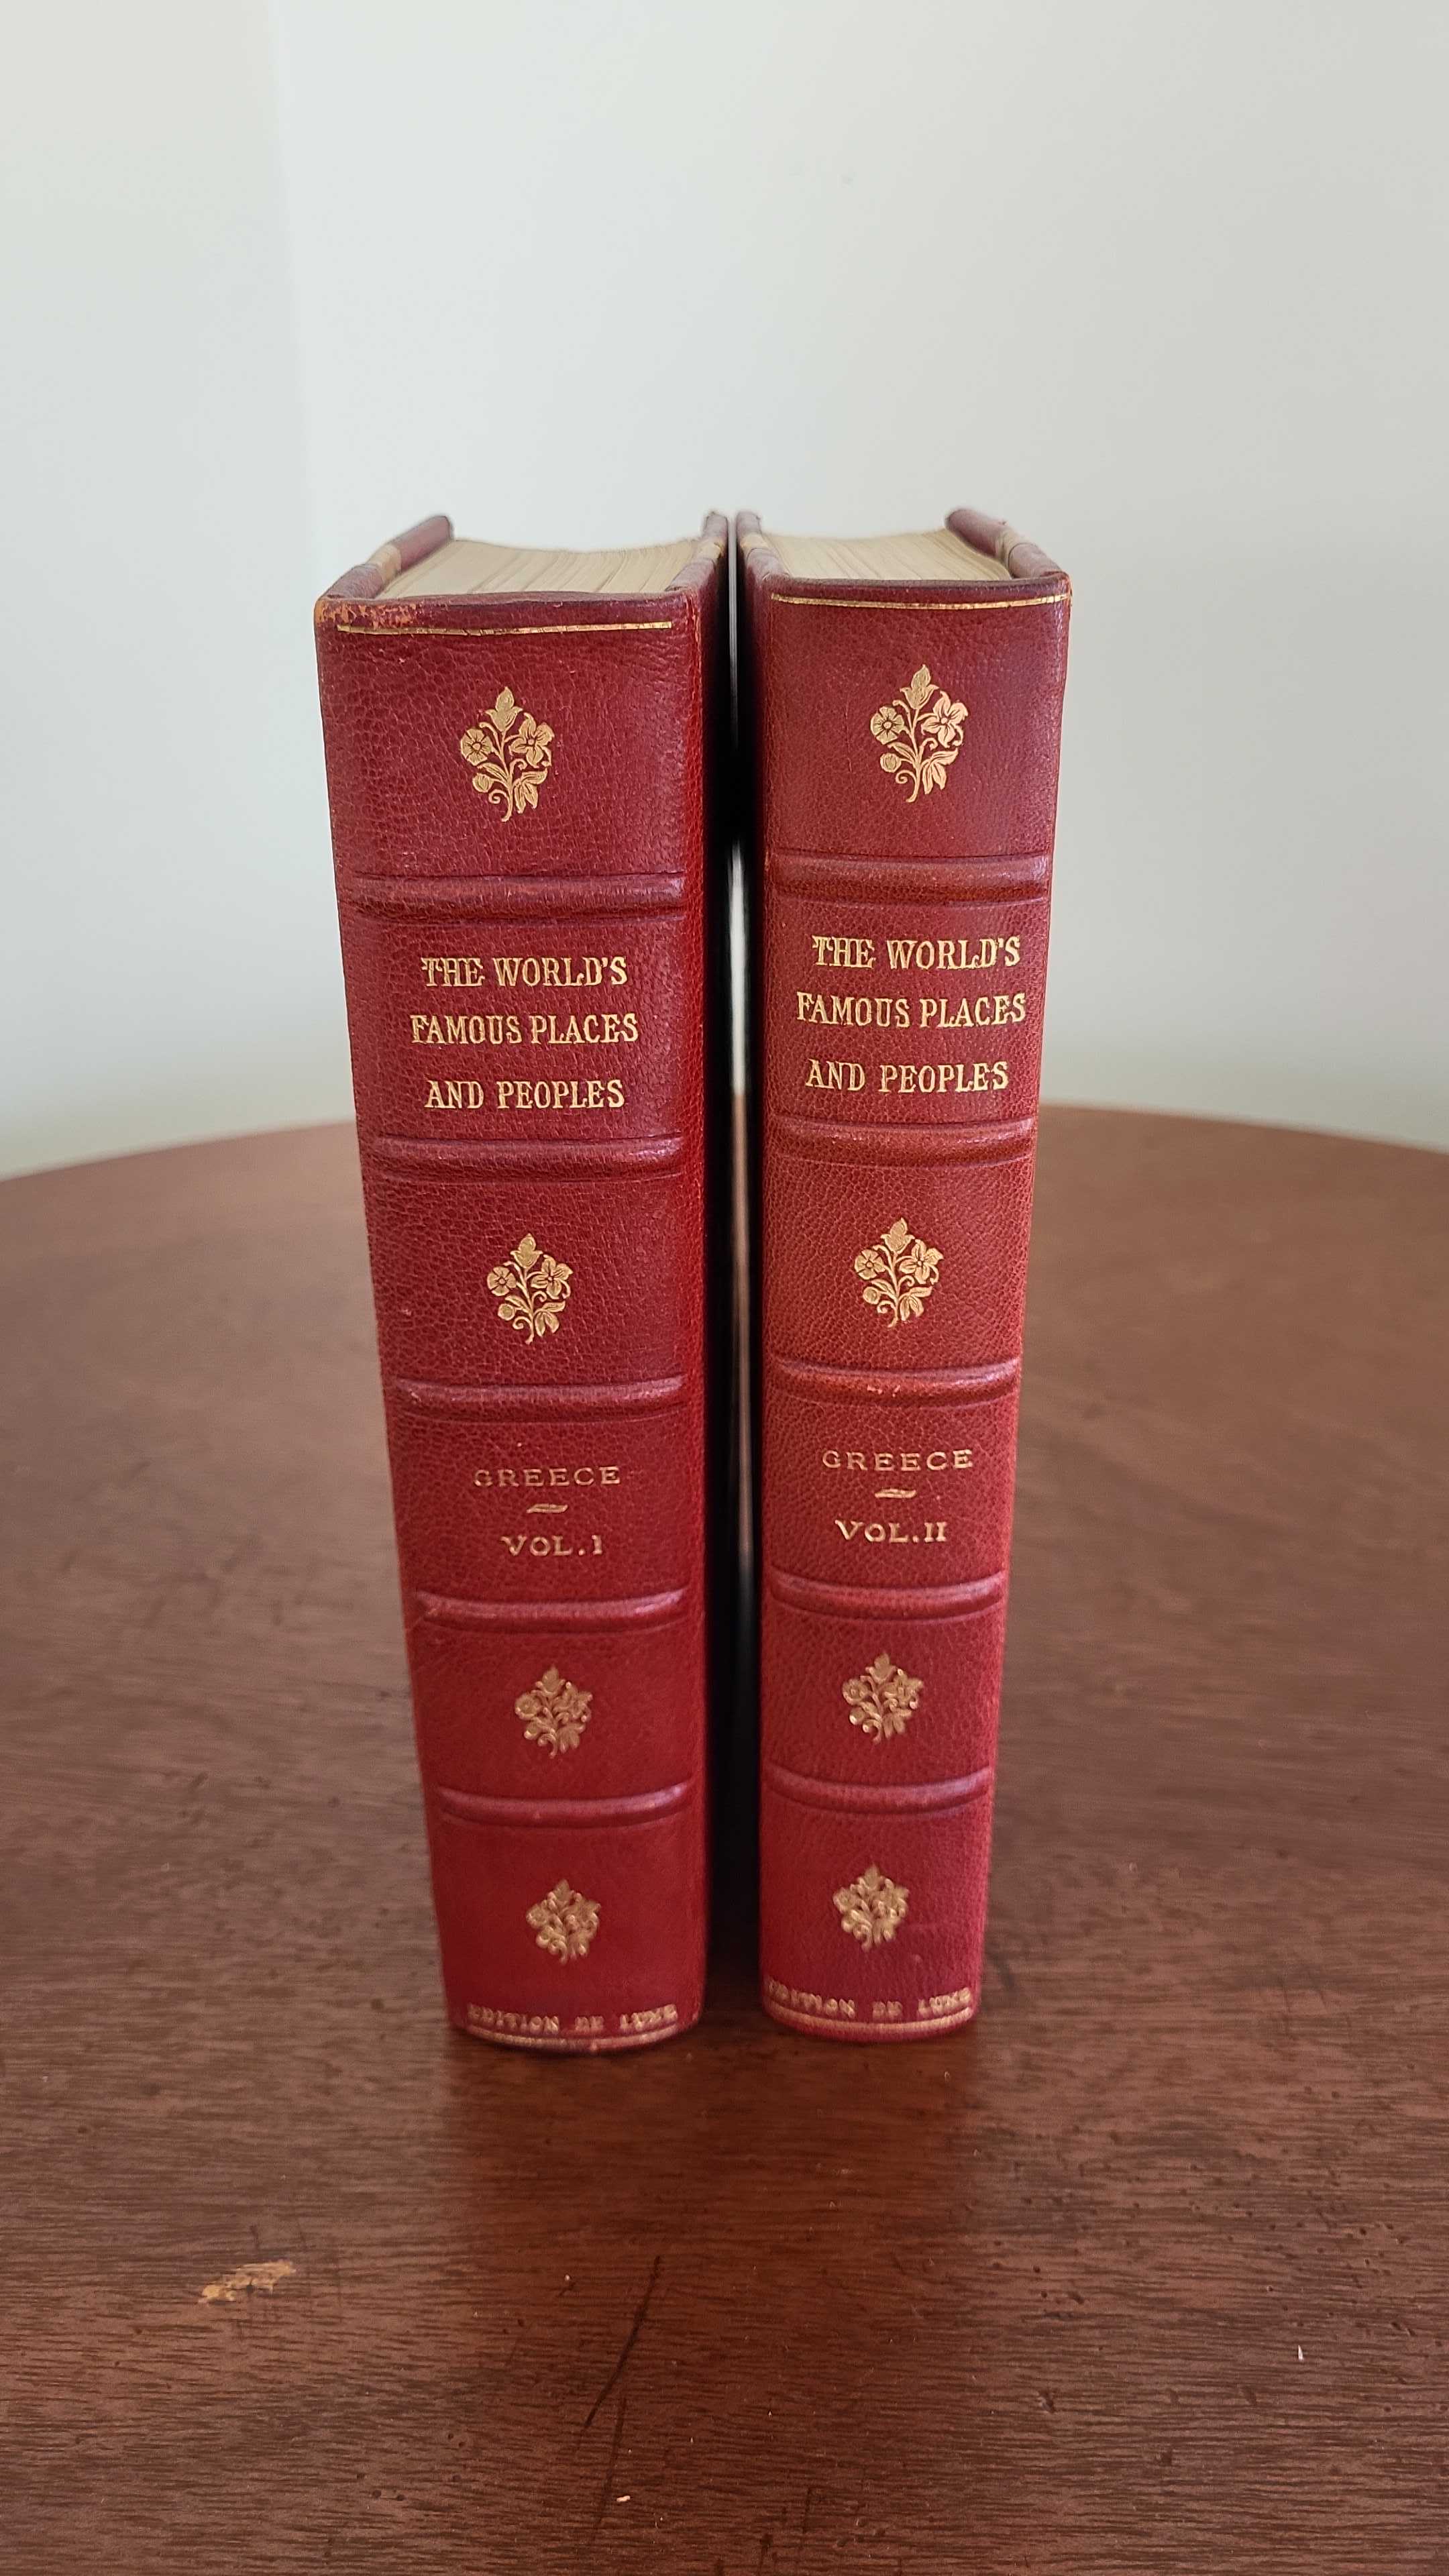 THE WORLD'S
FAMOUS PLACES
AND PEOPLES
GREECE
VOL. I
EDITION DE LUXE
THE WORLD'S
FAMOUS PLACES
AND PEOPLES
GREECE
VOL. II
EDITION DE LUXE